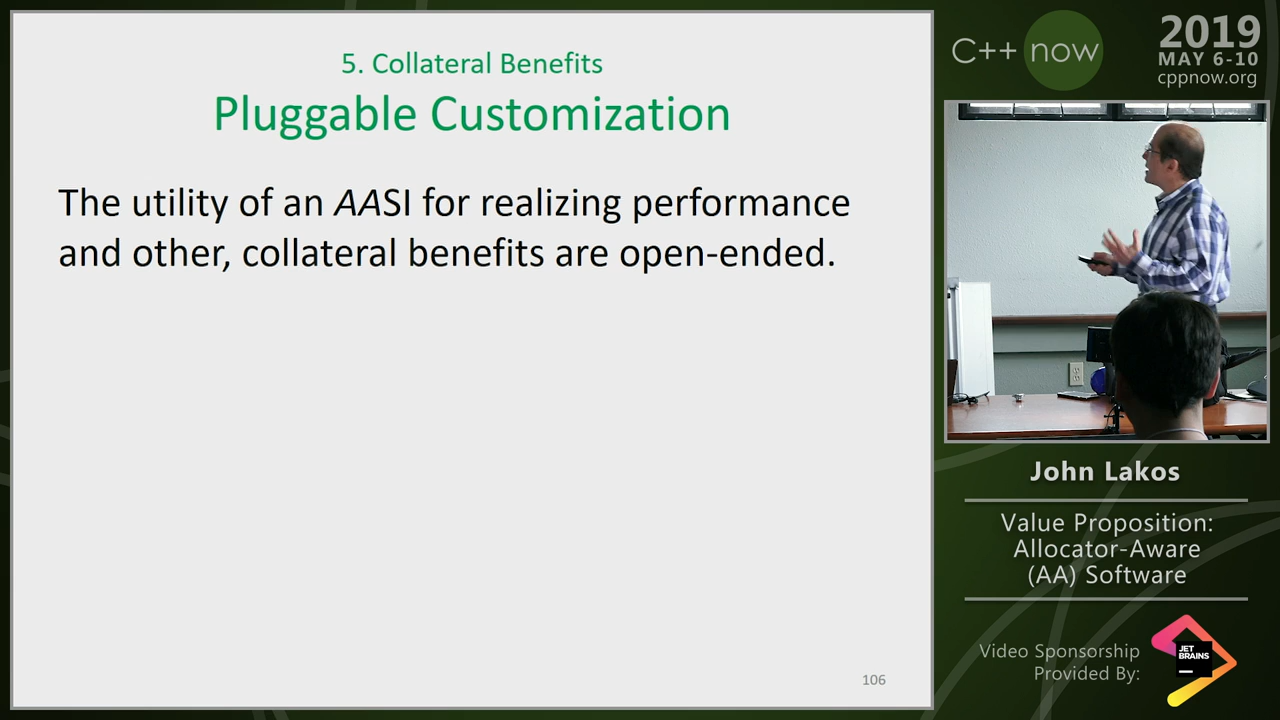 5. Collateral Benefits
Pluggable Customization
The utility of an AASI for realizing performance
and other, collateral benefits are open-ended.
106
C++ now
2019
MAY 6-10
cppnow.org
John Lakos
Value Proposition:
Allocator-Aware
(AA) Software
Video Sponsorship
Provided By:
JET
BRAINS